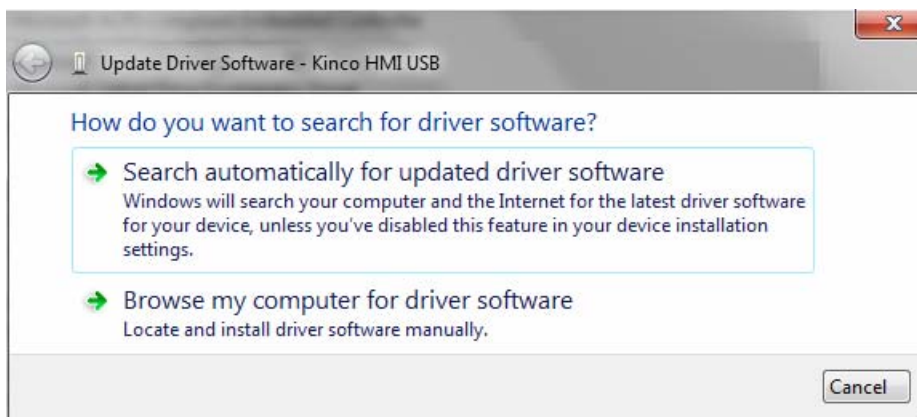 Update Driver Software - Kinco HMI USB
How do you want to search for driver software?
Search automatically for updated driver software
Windows will search your computer and the Internet for the latest driver software
for your device, unless you've disabled this feature in your device installation
settings.
Browse my computer for driver software
Locate and install driver software manually.
Cancel